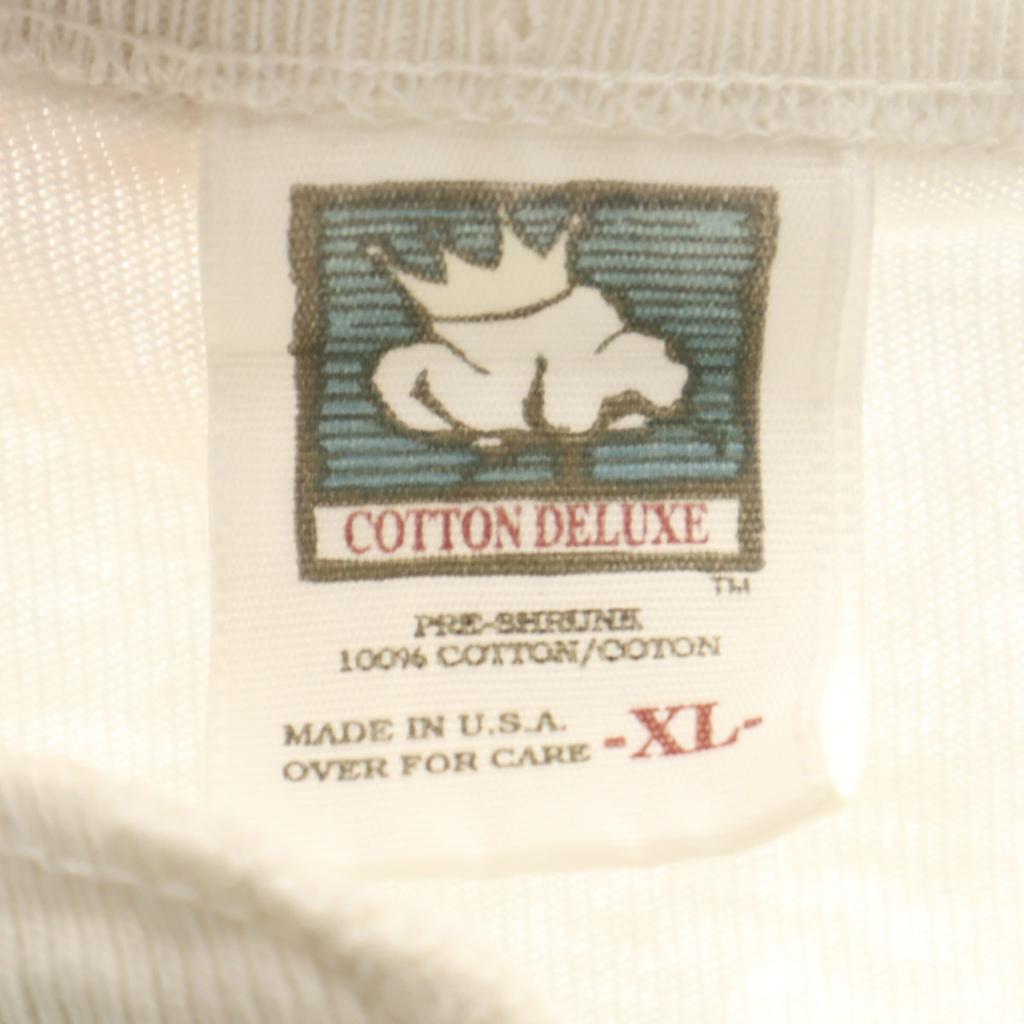 COTTON DELUXE
TM
PRE-SHRUNK
100% COTTON/COTON
MADE IN U.S.A.
OVER FOR CARE -XL-